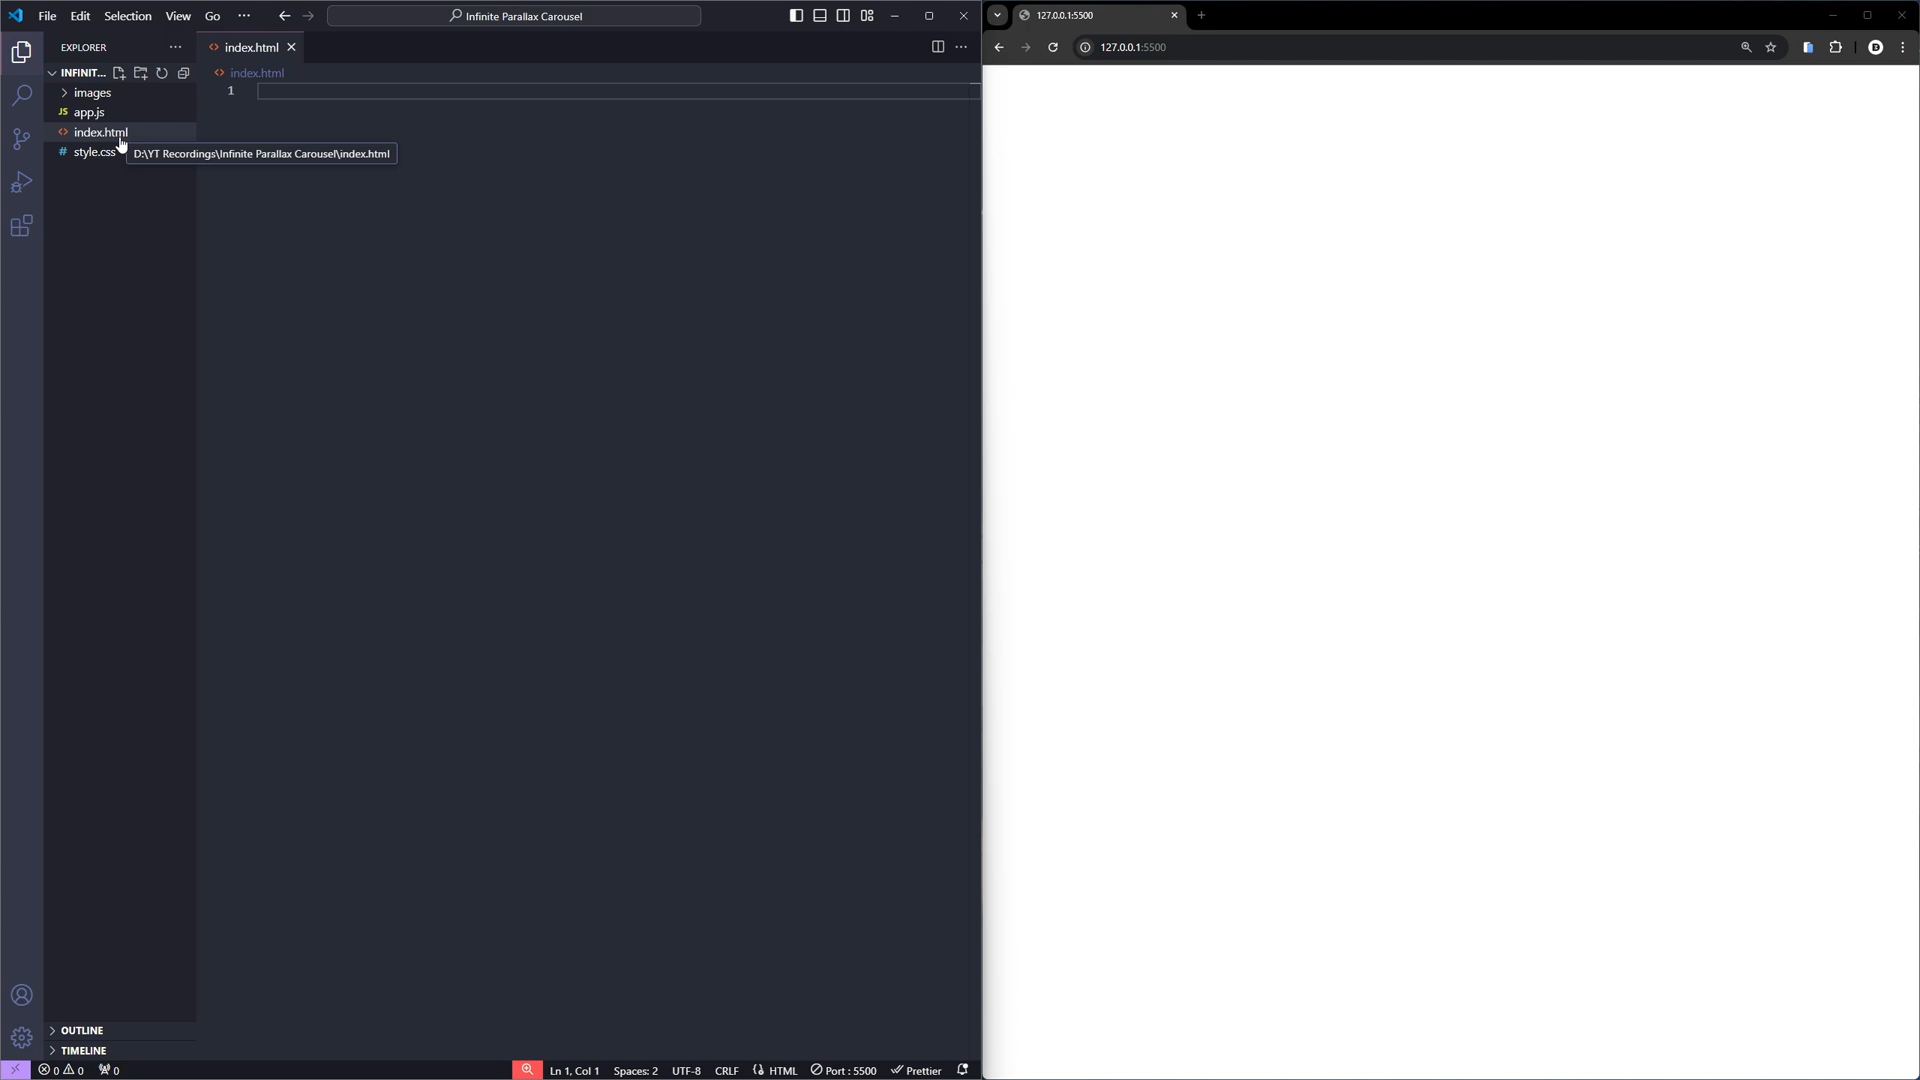 File Edit Selection View Go
Infinite Parallax Carousel
127.0.0.1:5500
EXPLORER
index.html
127.0.0.1:5500
INFINIT...
index.html
images
1
JS app.js
index.html
# style.css
D:\YT Recordings\Infinite Parallax Carousel\index.html
OUTLINE
TIMELINE
0 0 0
Ln 1, Col 1 Spaces: 2 UTF-8 CRLF HTML Port : 5500 Prettier